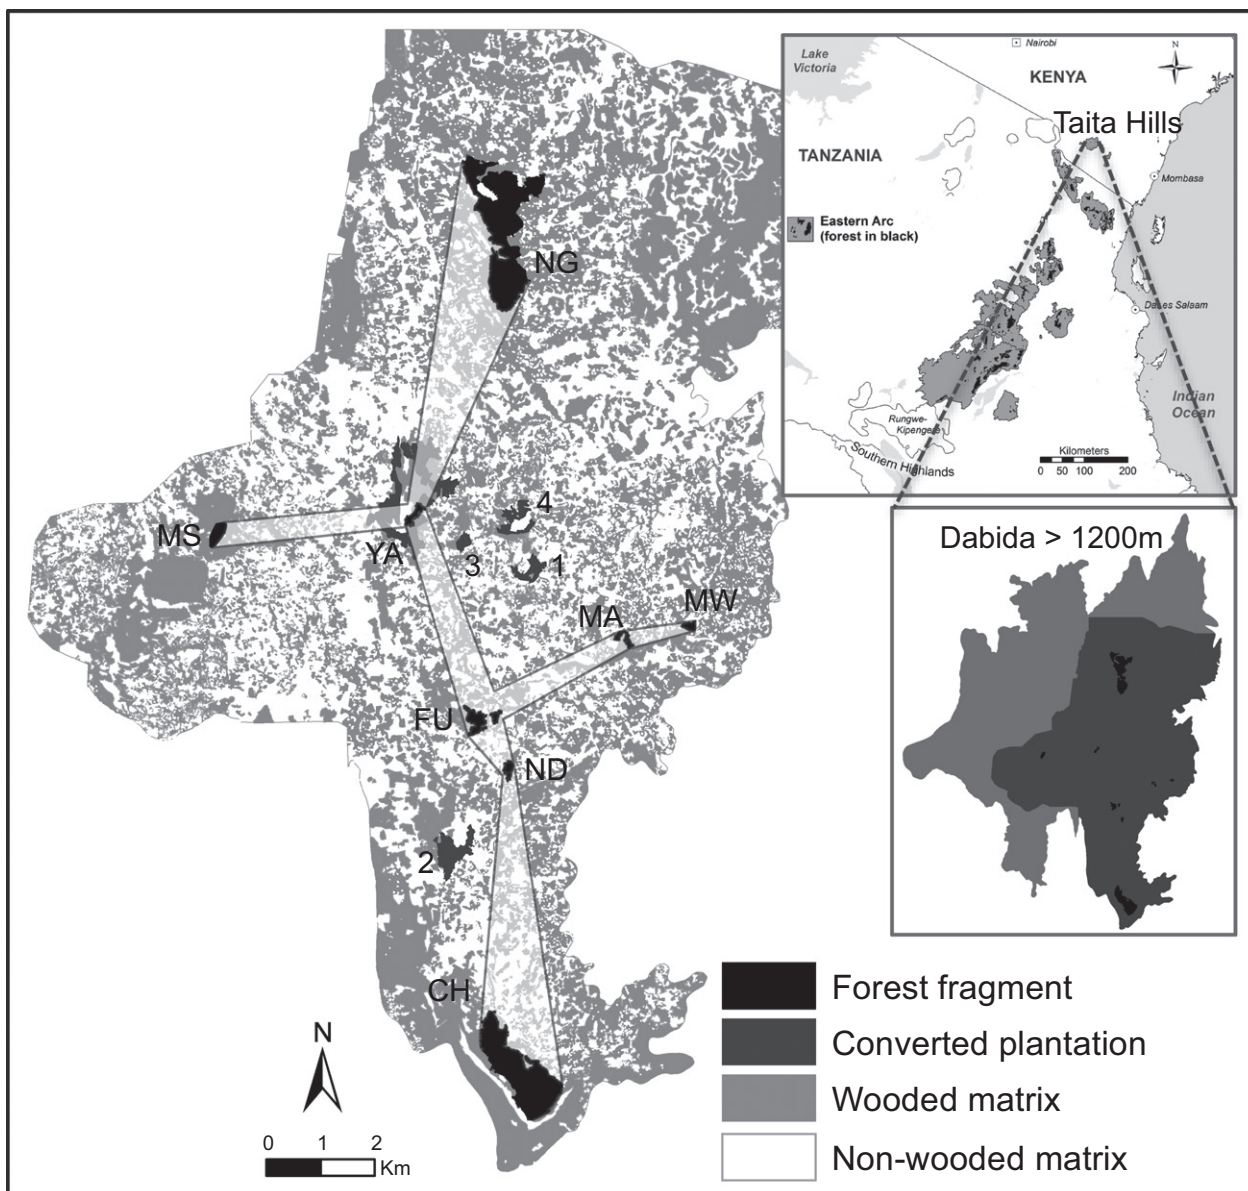 Lake
Victoria
Nairobi
N
KENYA
Taita Hills
TANZANIA
Mombasa
Eastern Arc
(forest in black)
Dar es Salaam
Indian
Ocean
Rungwe-
Kipengere
Southern Highlands
Kilometers
0 50 100 200
NG
MS
YA
4
3
1
MA
MW
FU
ND
2
CH
Dabida > 1200m
N
0 1 2
Km
Forest fragment
Converted plantation
Wooded matrix
Non-wooded matrix